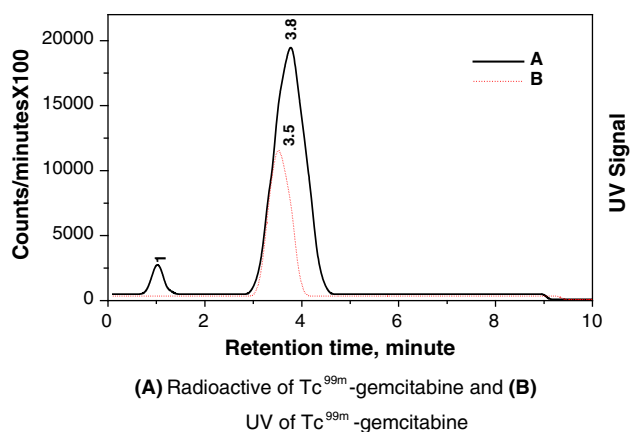 20000
15000
10000
5000
0
Counts/minutesX100
1
3.8
3.5
A
B
UV Signal
0 2 4 6 8 10
Retention time, minute
(A) Radioactive of Tc⁹⁹ᵐ-gemcitabine and (B)
UV of Tc⁹⁹ᵐ-gemcitabine